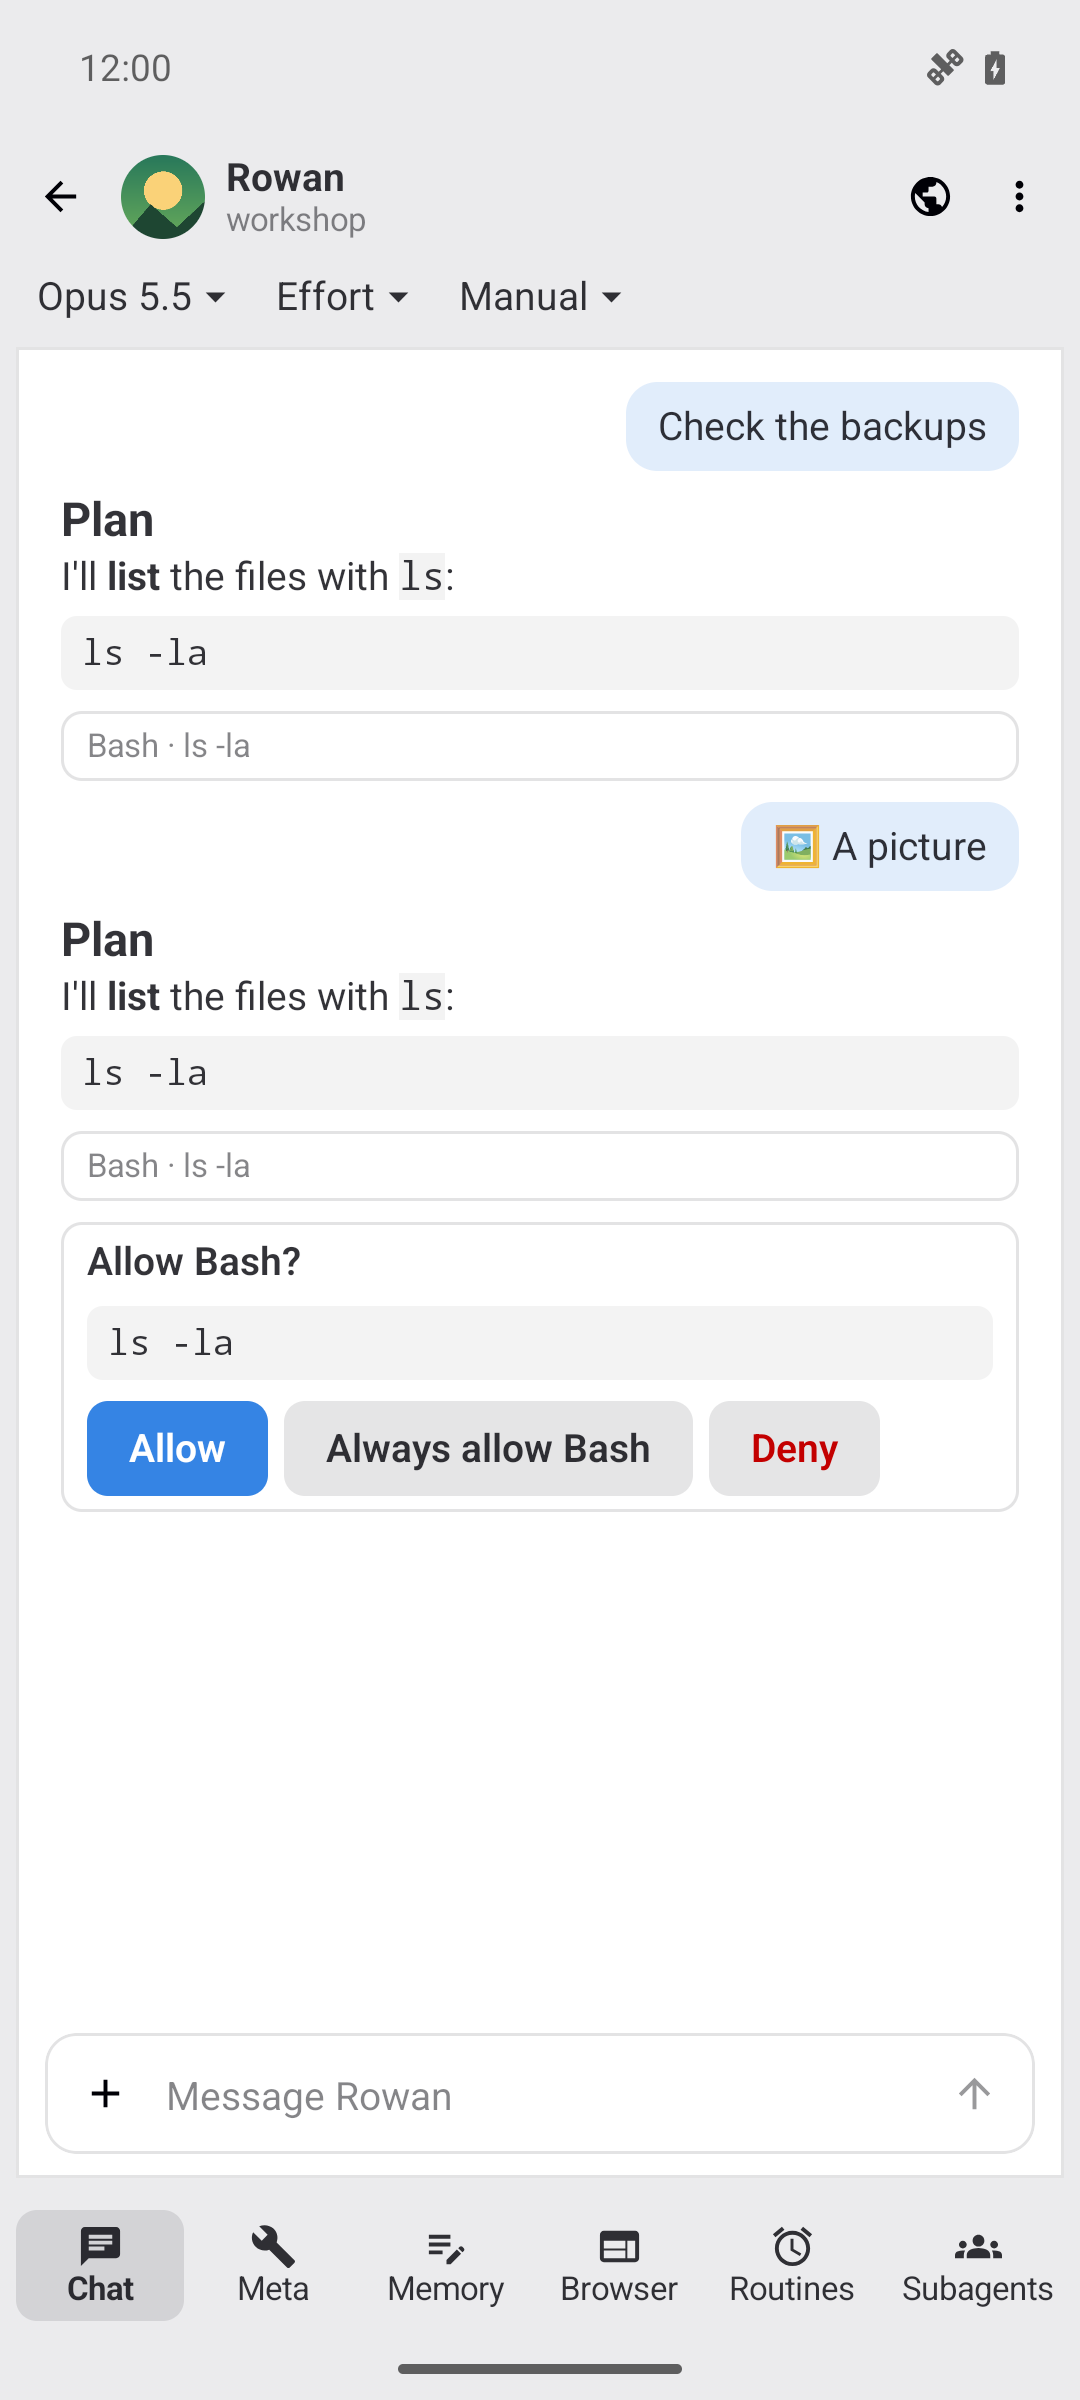 12:00
Rowan
workshop
Opus 5.5
Effort
Manual
Check the backups
Plan
I'll list the files with ls:
ls -la
Bash · ls -la
🖼️ A picture
Plan
I'll list the files with ls:
ls -la
Bash · ls -la
Allow Bash?
ls -la
Allow
Always allow Bash
Deny
Message Rowan
Chat
Meta
Memory
Browser
Routines
Subagents